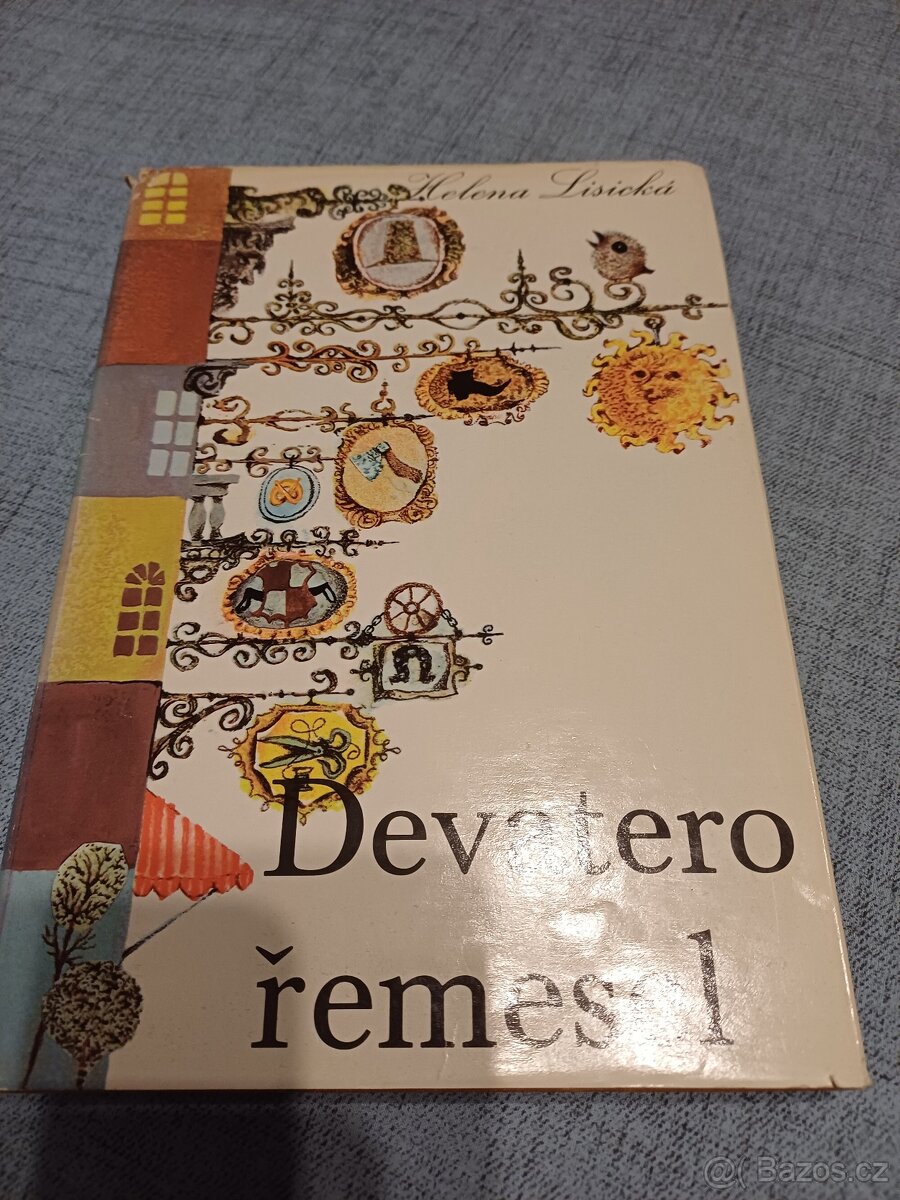 Helena Lisická
Devatero
řemesel
@( Bazos.cz